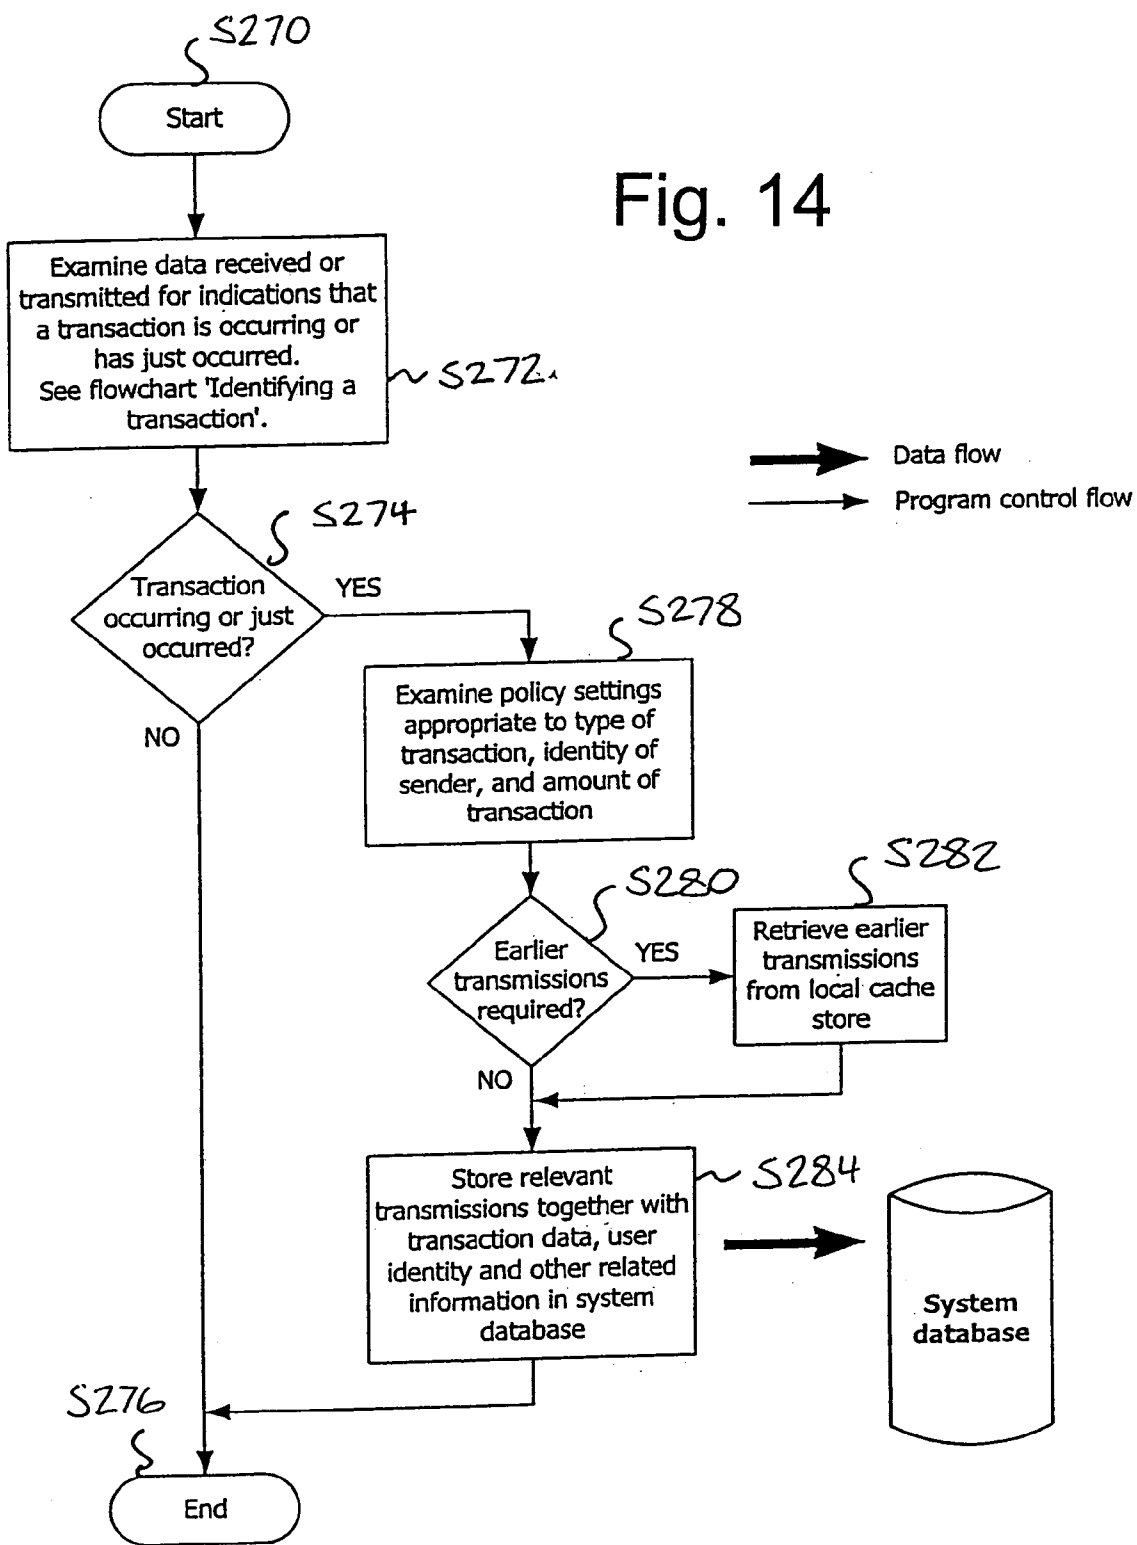 S270
Start
Fig. 14
Examine data received or
transmitted for indications that
a transaction is occurring or
has just occurred.
See flowchart 'Identifying a
transaction'.
S272.
Data flow
Program control flow
S274
Transaction
occurring or just
occurred?
YES
NO
S278
Examine policy settings
appropriate to type of
transaction, identity of
sender, and amount of
transaction
S280
Earlier
transmissions
required?
YES
NO
S282
Retrieve earlier
transmissions
from local cache
store
Store relevant
transmissions together with
transaction data, user
identity and other related
information in system
database
S284
System
database
S276
End